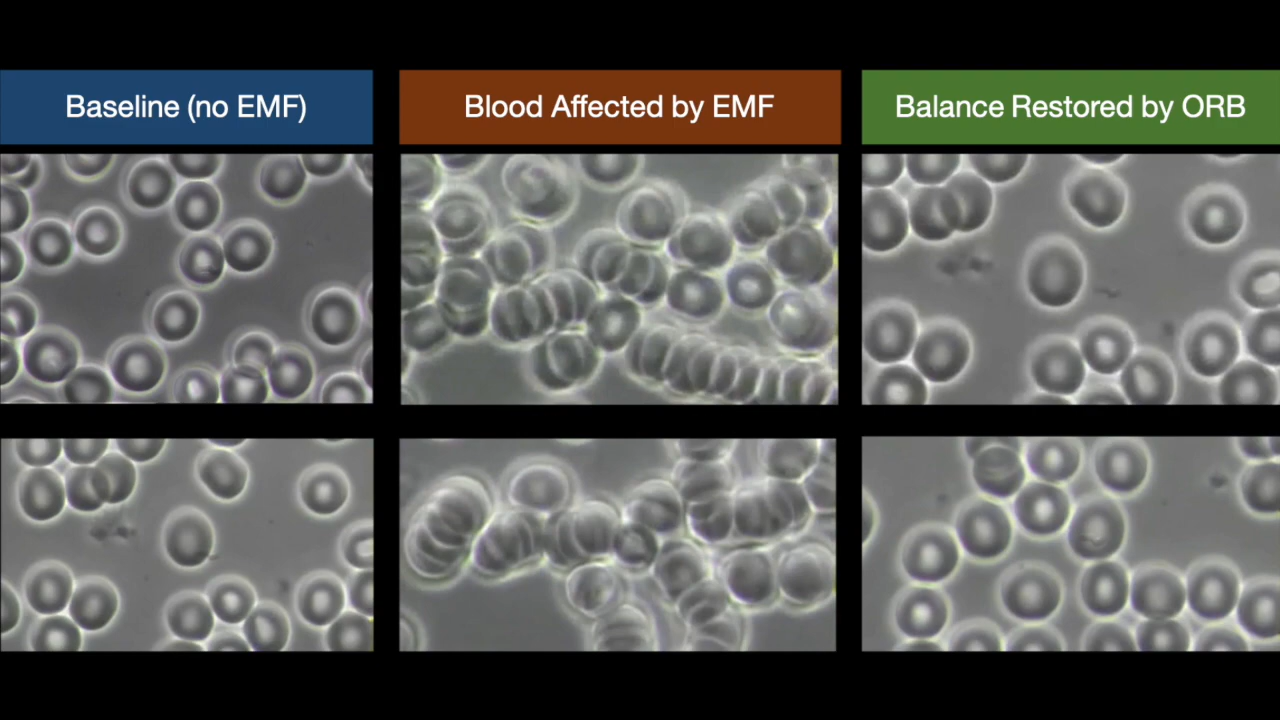 Baseline (no EMF)
Blood Affected by EMF
Balance Restored by ORB